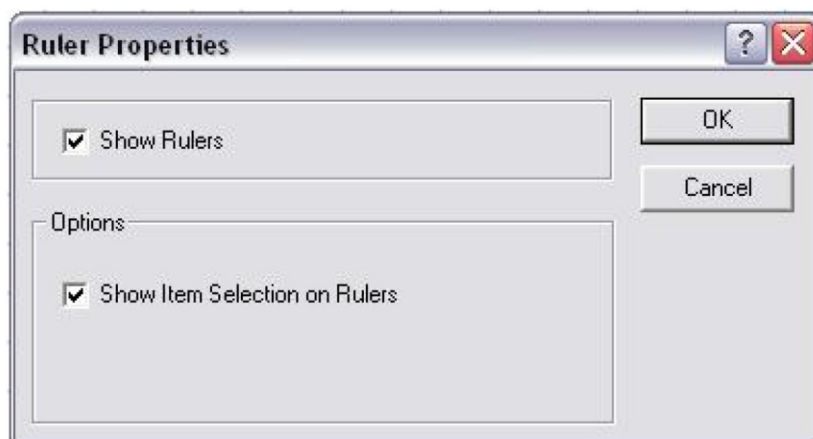 Ruler Properties
?
Show Rulers
OK
Cancel
Options
Show Item Selection on Rulers